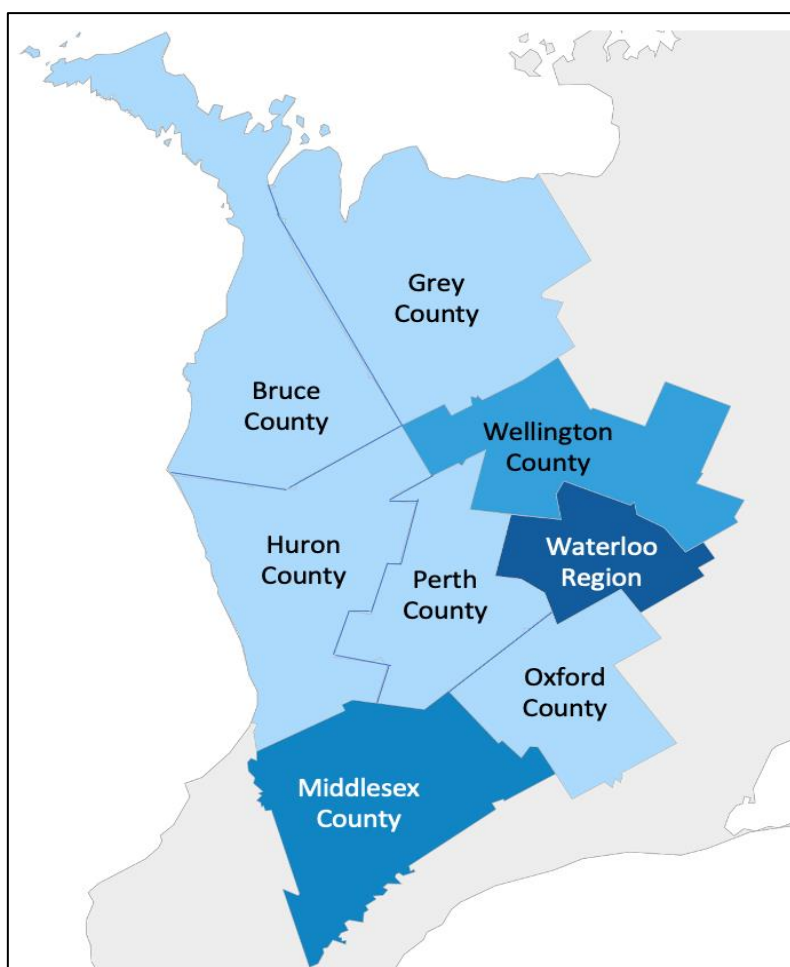 Grey
County
Bruce
County
Wellington
County
Huron
County
Perth
County
Waterloo
Region
Oxford
County
Middlesex
County